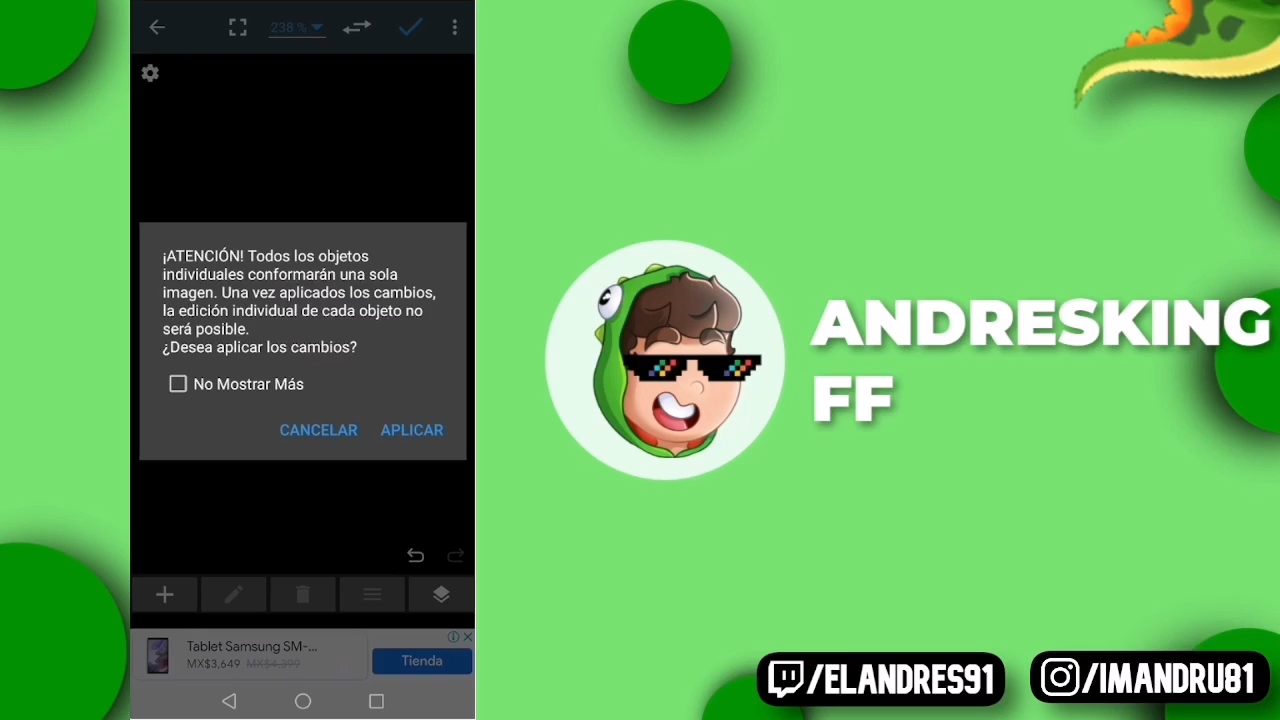 238 %
¡ATENCIÓN! Todos los objetos
individuales conformarán una sola
imagen. Una vez aplicados los cambios,
la edición individual de cada objeto no
será posible.
¿Desea aplicar los cambios?
No Mostrar Más
CANCELAR APLICAR
Tablet Samsung SM-...
MX$3,649 MX$4,399
Tienda
ANDRESKING
FF
/ELANDRES91
/IMANDRU81